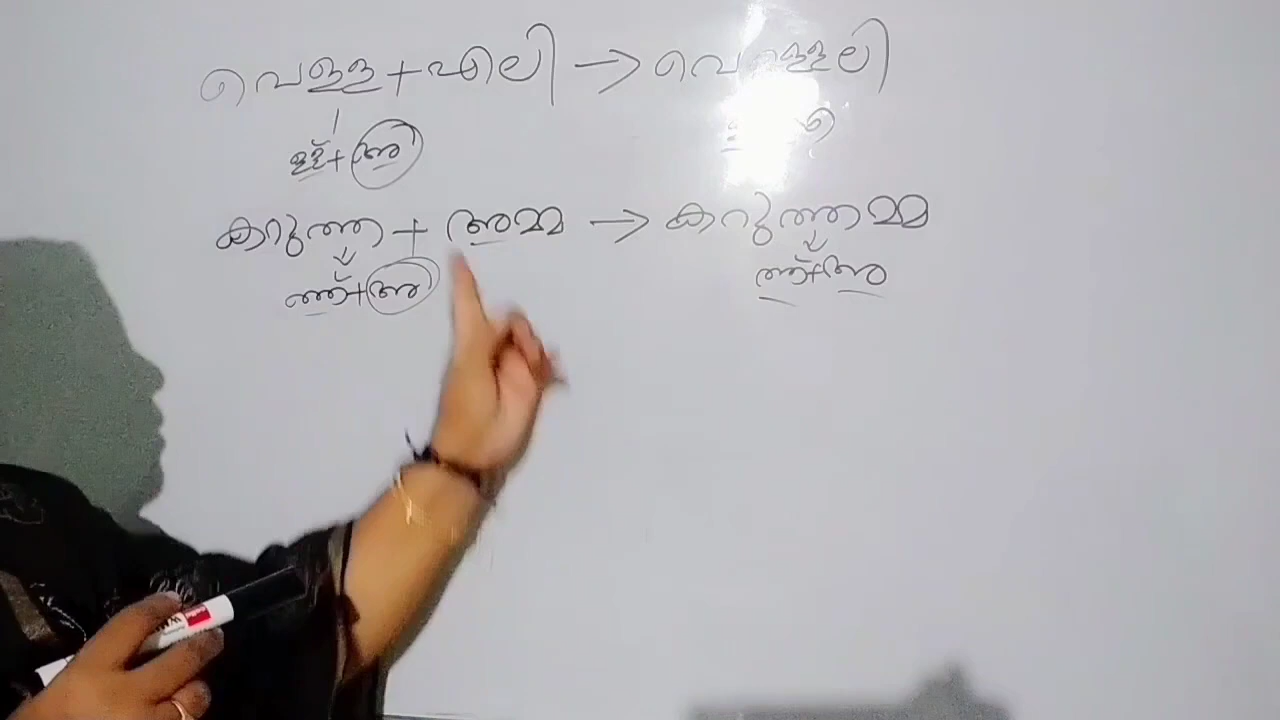 വെള്ള + എലി → വെള്ളെലി
ള്ള് + അ എ
കറുത്ത + അമ്മ → കറുത്തമ്മ
ത്ത് + അ ത്ത് + അ